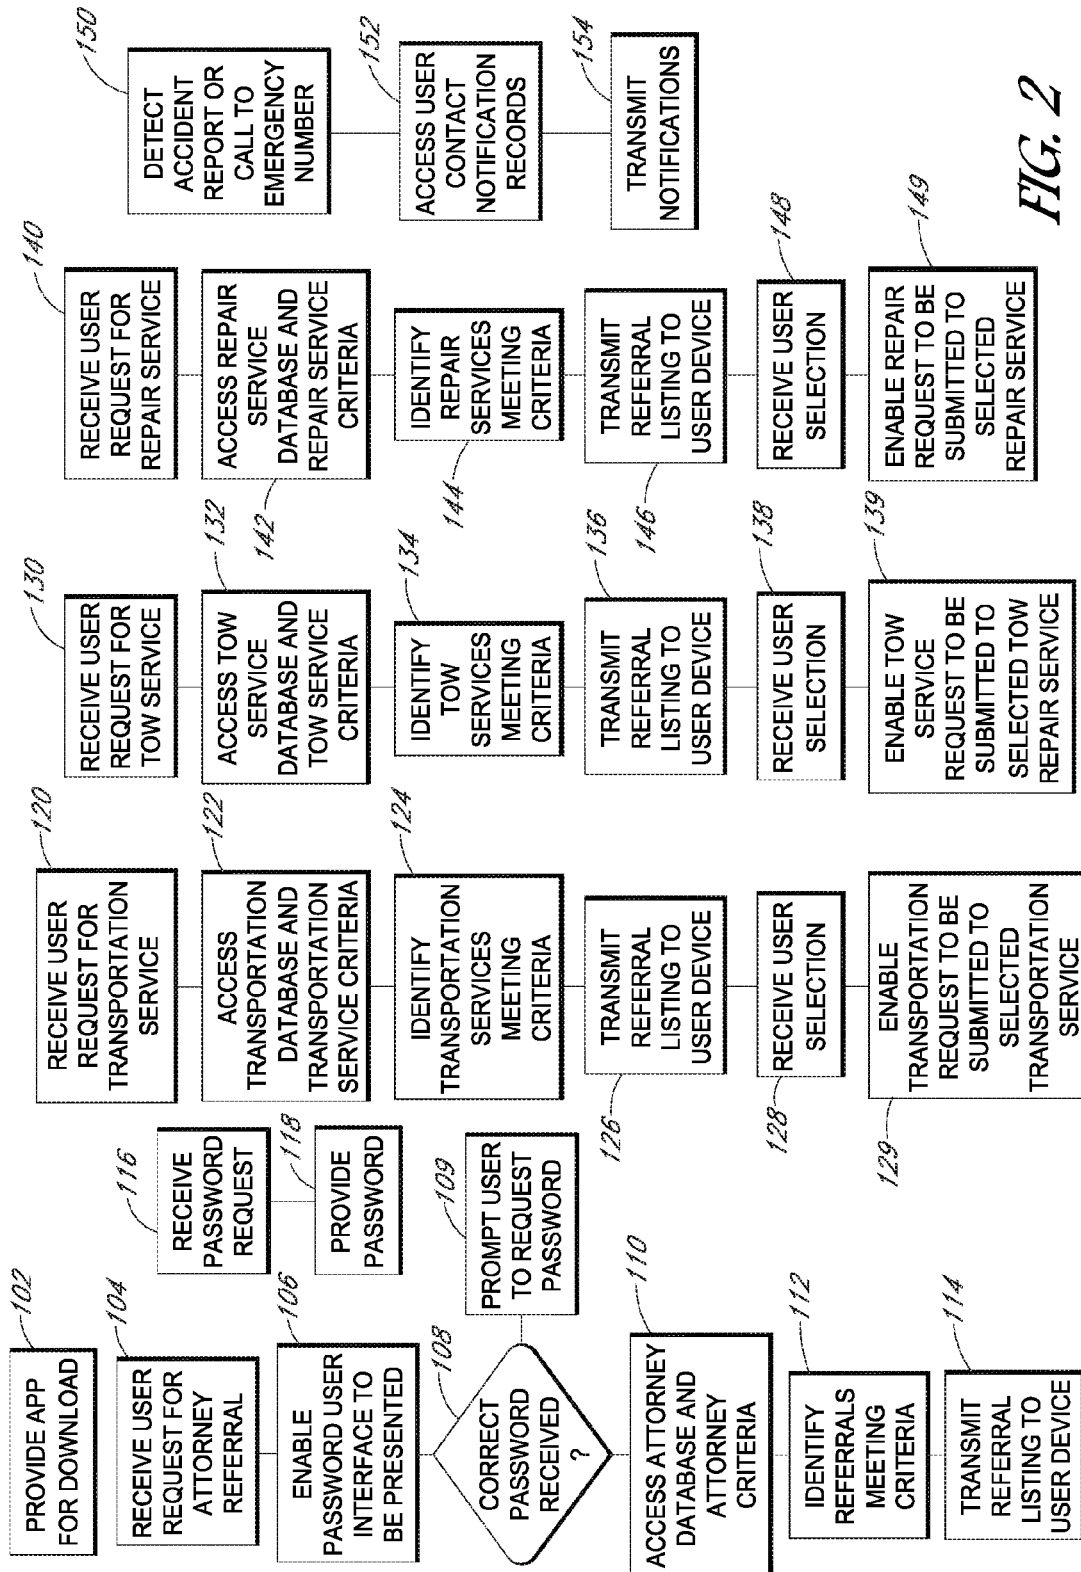 102
PROVIDE APP
FOR DOWNLOAD
104
RECEIVE USER
REQUEST FOR
ATTORNEY
REFERRAL
106
ENABLE
PASSWORD USER
INTERFACE TO
BE PRESENTED
108
CORRECT
PASSWORD
RECEIVED
?
109
PROMPT USER
TO REQUEST
PASSWORD
110
ACCESS ATTORNEY
DATABASE AND
ATTORNEY
CRITERIA
112
IDENTIFY
REFERRALS
MEETING
CRITERIA
114
TRANSMIT
REFERRAL
LISTING TO
USER DEVICE
116
RECEIVE
PASSWORD
REQUEST
118
PROVIDE
PASSWORD
120
RECEIVE USER
REQUEST FOR
TRANSPORTATION
SERVICE
122
ACCESS
TRANSPORTATION
DATABASE AND
TRANSPORTATION
SERVICE CRITERIA
124
IDENTIFY
TRANSPORTATION
SERVICES
MEETING
CRITERIA
126
TRANSMIT
REFERRAL
LISTING TO
USER DEVICE
128
RECEIVE USER
SELECTION
129
ENABLE
TRANSPORTATION
REQUEST TO BE
SUBMITTED TO
SELECTED
TRANSPORTATION
SERVICE
130
RECEIVE USER
REQUEST FOR
TOW SERVICE
132
ACCESS TOW
SERVICE
DATABASE AND
TOW SERVICE
CRITERIA
134
IDENTIFY
TOW
SERVICES
MEETING
CRITERIA
136
TRANSMIT
REFERRAL
LISTING TO
USER DEVICE
138
RECEIVE USER
SELECTION
139
ENABLE TOW
SERVICE
REQUEST TO BE
SUBMITTED TO
SELECTED TOW
REPAIR SERVICE
140
RECEIVE USER
REQUEST FOR
REPAIR SERVICE
142
ACCESS REPAIR
SERVICE
DATABASE AND
REPAIR SERVICE
CRITERIA
144
IDENTIFY
REPAIR
SERVICES
MEETING
CRITERIA
146
TRANSMIT
REFERRAL
LISTING TO
USER DEVICE
148
RECEIVE USER
SELECTION
149
ENABLE REPAIR
REQUEST TO BE
SUBMITTED TO
SELECTED
REPAIR SERVICE
150
DETECT
ACCIDENT
REPORT OR
CALL TO
EMERGENCY
NUMBER
152
ACCESS USER
CONTACT
NOTIFICATION
RECORDS
154
TRANSMIT
NOTIFICATIONS
FIG. 2